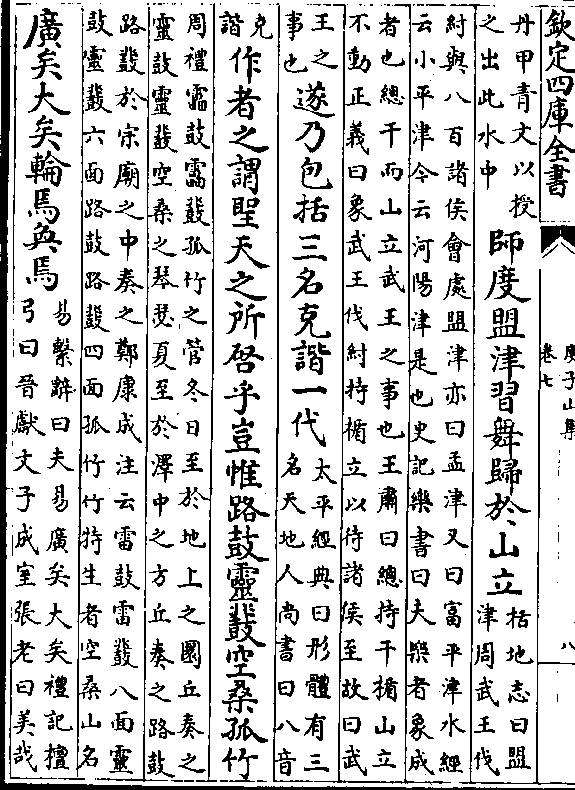 欽定四庫全書
庾子山集
卷七
八
丹甲青文以授
之出此水中
師度盟津習舞歸於山立
括地志曰盟
津周武王伐
紂與八百諸侯會處盟津亦曰孟津又曰富平津水經
云小平津今云河陽津是也史記樂書曰夫樂者象成
者也總干而山立武王之事也王肅曰總持干楯山立
不動正義曰象武王伐紂持楯立以待諸侯至故曰武
王之
事也
遂乃包括三名克諧一代
太平經典曰形體有三
名天地人尚書曰八音
克
諧
作者之謂聖天之所啓乎豈惟路鼓靈鼗空桑孤竹
周禮靁鼓靁鼗孤竹之管冬日至於地上之圜丘奏之
靈鼓靈鼗空桑之琴瑟夏至於澤中之方丘奏之路鼓
路鼗於宗廟之中奏之鄭康成注云雷鼓雷鼗八面靈
鼓靈鼗六面路鼓路鼗四面孤竹竹特生者空桑山名
廣矣大矣輪焉奐焉
易繫辭曰夫易廣矣大矣禮記檀
弓曰晉獻文子成室張老曰美哉